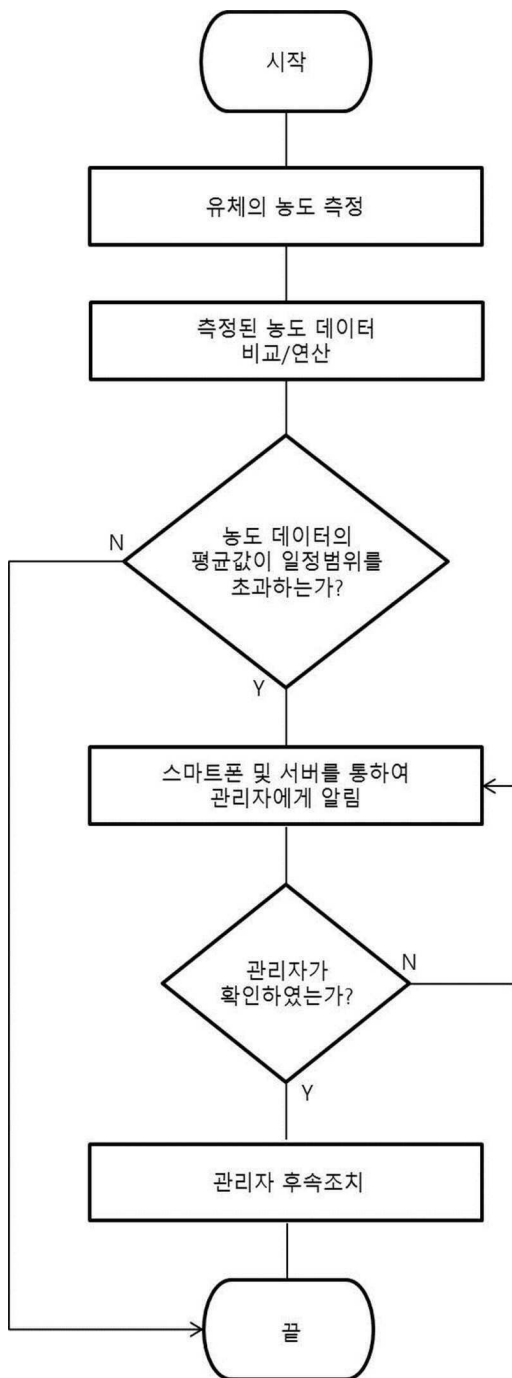 시작
유체의 농도 측정
측정된 농도 데이터
비교/연산
농도 데이터의
평균값이 일정범위를
초과하는가?
N
Y
스마트폰 및 서버를 통하여
관리자에게 알림
관리자가
확인하였는가?
N
Y
관리자 후속조치
끝